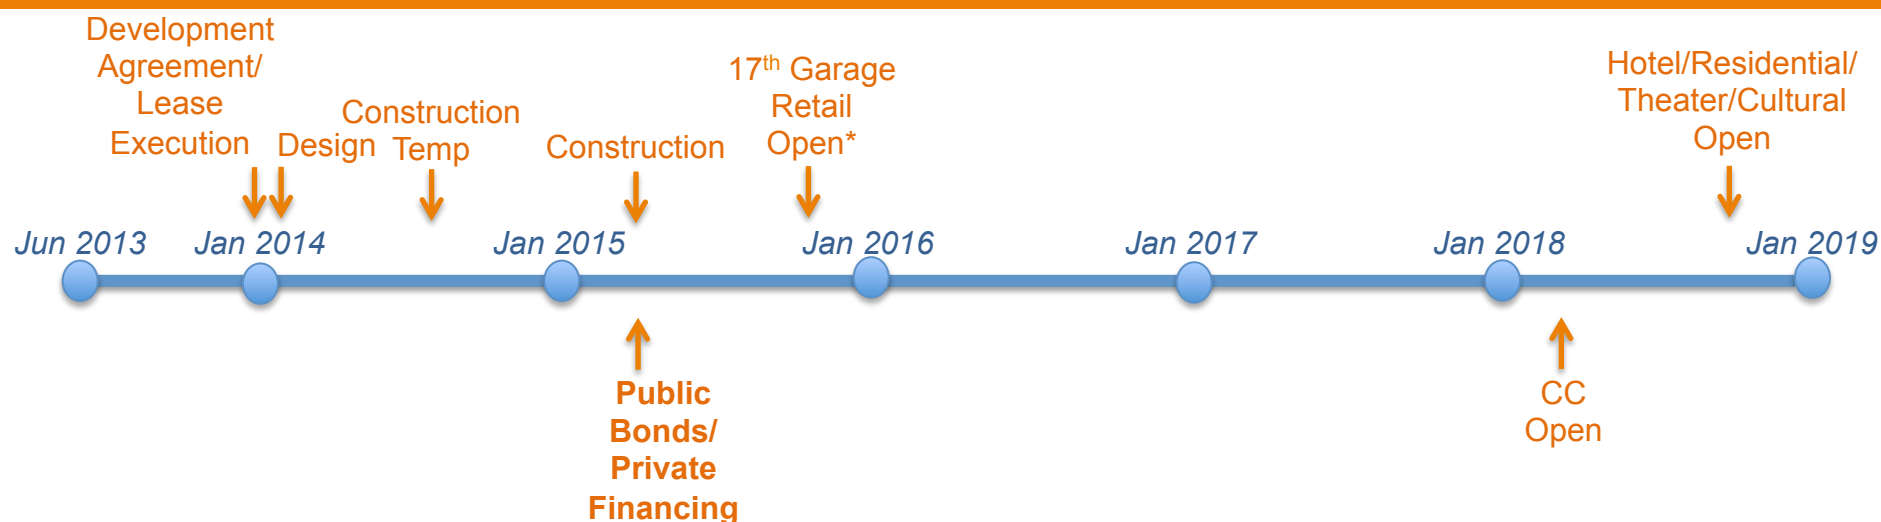 Development
Agreement/
Lease
Execution
Design
Construction
Temp
Construction
17th Garage
Retail
Open*
Hotel/Residential/
Theater/Cultural
Open
Jun 2013
Jan 2014
Jan 2015
Jan 2016
Jan 2017
Jan 2018
Jan 2019
Public
Bonds/
Private
Financing
CC
Open